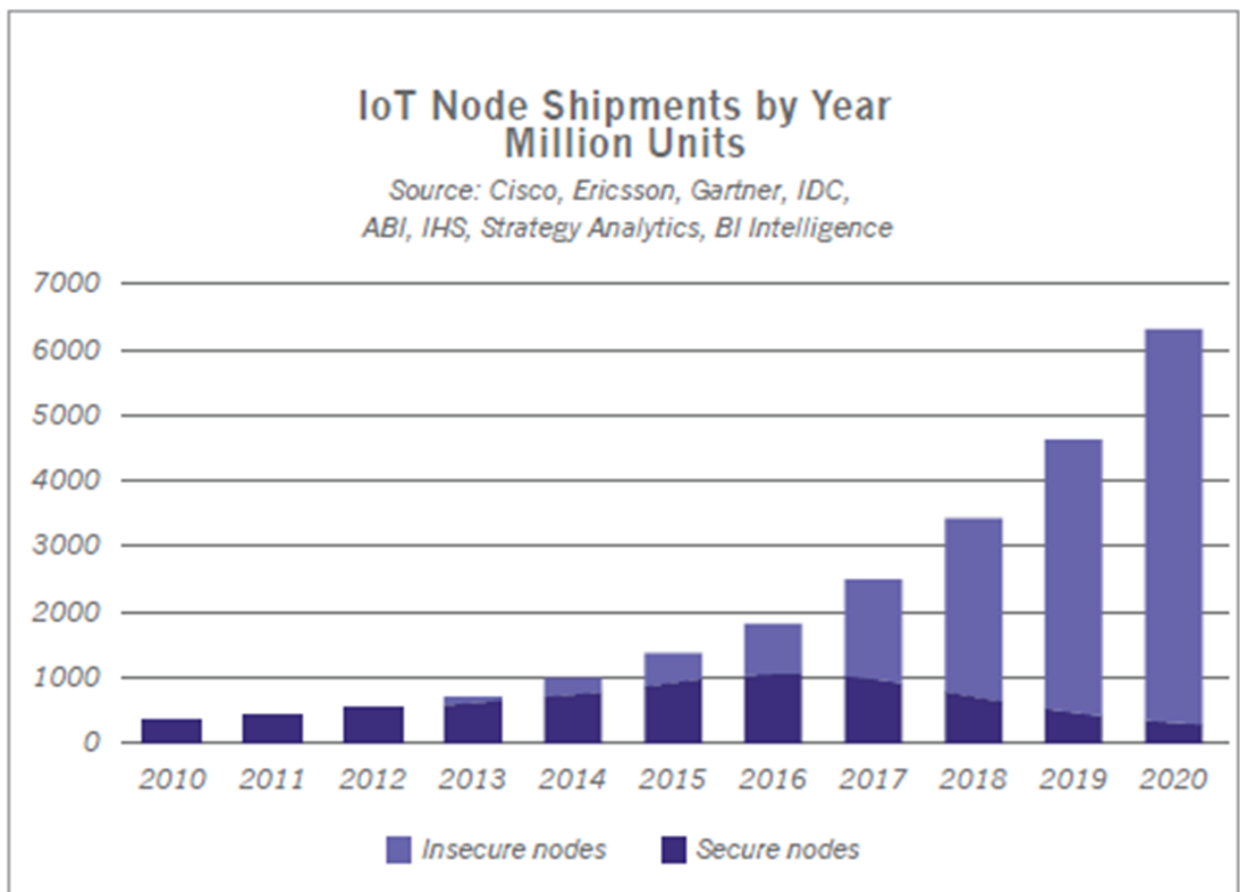 IoT Node Shipments by Year
Million Units
Source: Cisco, Ericsson, Gartner, IDC,
ABI, IHS, Strategy Analytics, BI Intelligence
7000
6000
5000
4000
3000
2000
1000
0
2010 2011 2012 2013 2014 2015 2016 2017 2018 2019 2020
Insecure nodes Secure nodes